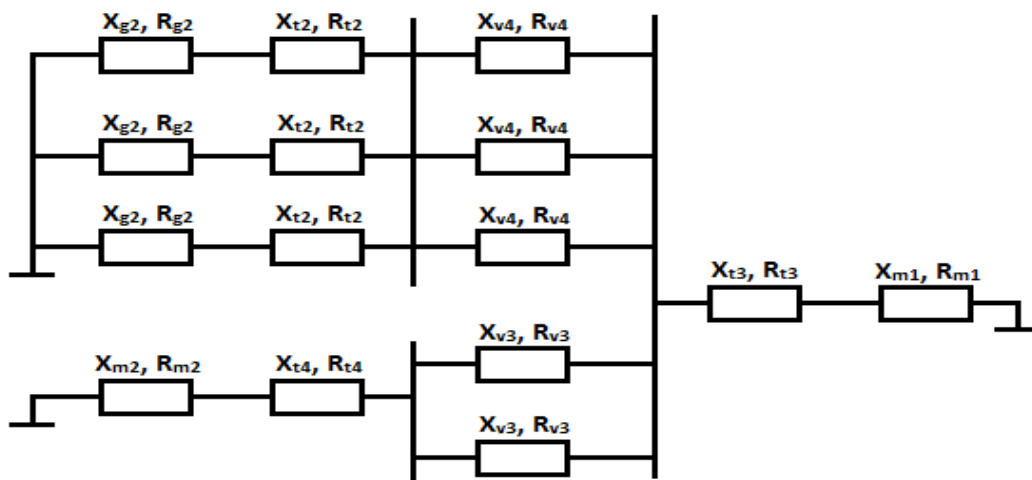 Xg2, Rg2 Xt2, Rt2 Xv4, Rv4
Xg2, Rg2 Xt2, Rt2 Xv4, Rv4
Xg2, Rg2 Xt2, Rt2 Xv4, Rv4
Xt3, Rt3 Xm1, Rm1
Xv3, Rv3
Xm2, Rm2 Xt4, Rt4
Xv3, Rv3